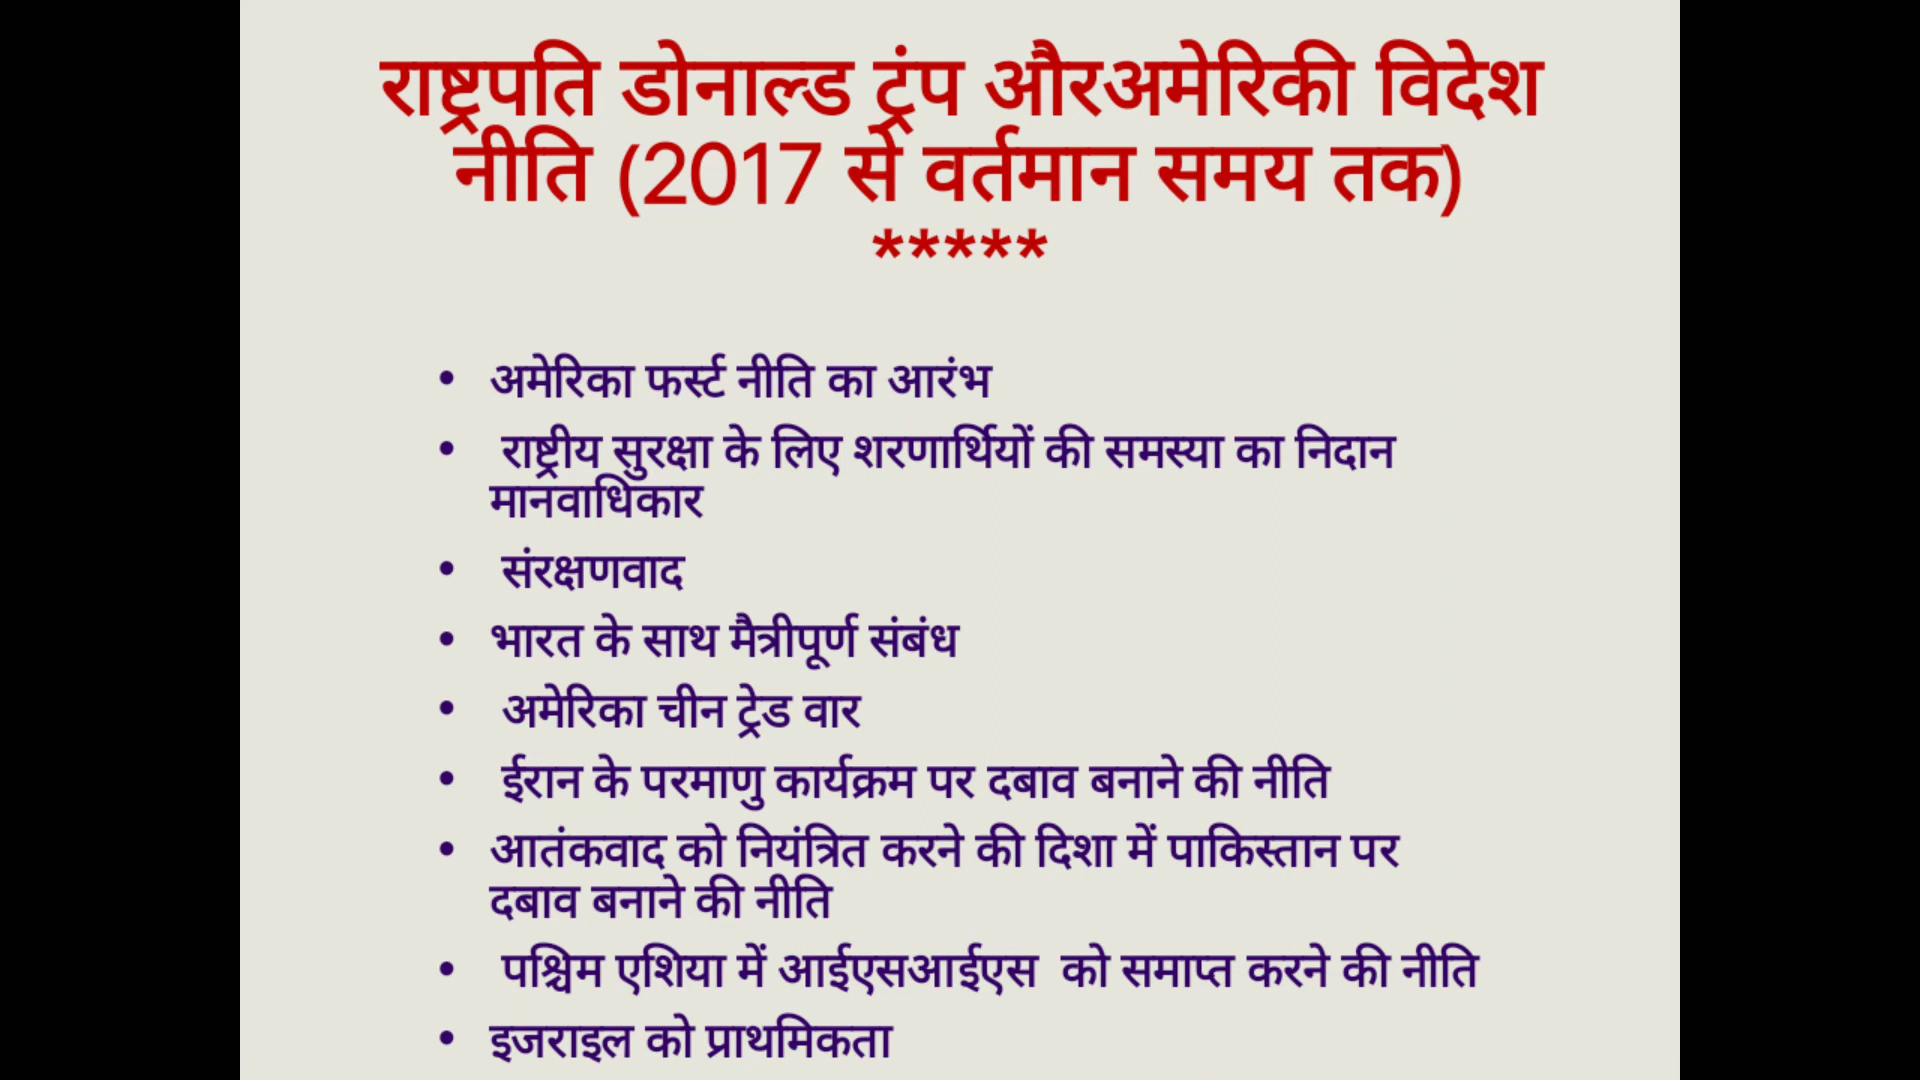 राष्ट्रपति डोनाल्ड ट्रंप औरअमेरिकी विदेश
नीति (2017 से वर्तमान समय तक)
*****
• अमेरिका फर्स्ट नीति का आरंभ
• राष्ट्रीय सुरक्षा के लिए शरणार्थियों की समस्या का निदान
मानवाधिकार
• संरक्षणवाद
• भारत के साथ मैत्रीपूर्ण संबंध
• अमेरिका चीन ट्रेड वार
• ईरान के परमाणु कार्यक्रम पर दबाव बनाने की नीति
• आतंकवाद को नियंत्रित करने की दिशा में पाकिस्तान पर
दबाव बनाने की नीति
• पश्चिम एशिया में आईएसआईएस को समाप्त करने की नीति
• इजराइल को प्राथमिकता